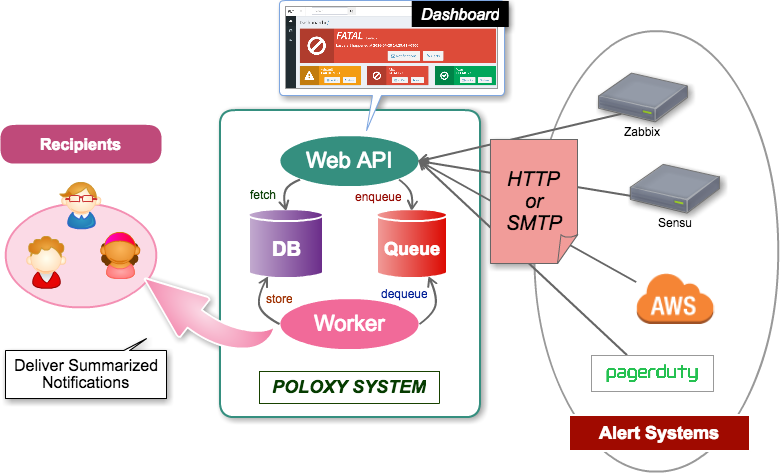 Dashboard
FATAL
Zabbix
Recipients
Web API
HTTP
or
SMTP
fetch
enqueue
Sensu
DB
Queue
store
dequeue
AWS
Worker
Deliver Summarized
Notifications
pagerduty
POLOXY SYSTEM
Alert Systems